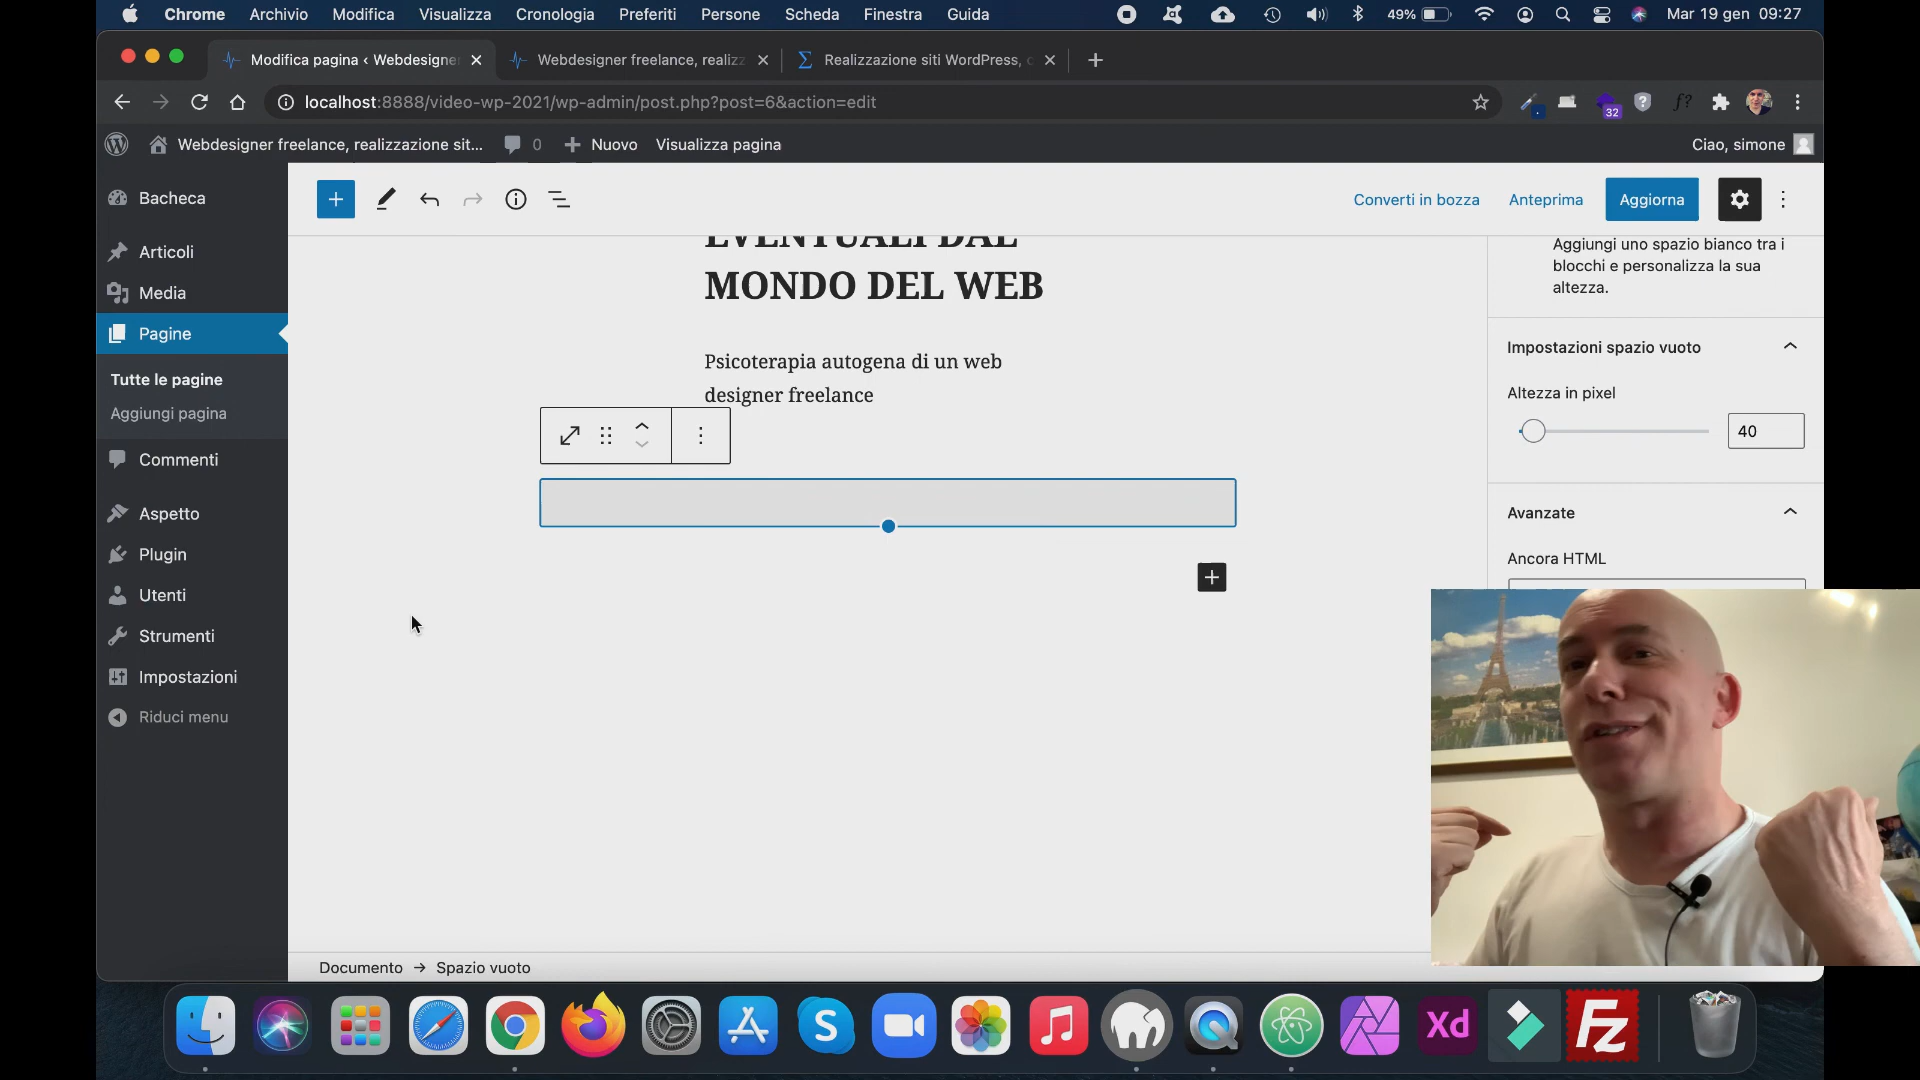 Chrome Archivio Modifica Visualizza Cronologia Preferiti Persone Scheda Finestra Guida 49% Mar 19 gen 09:27
Modifica pagina ‹ Webdesigne Webdesigner freelance, realizz Realizzazione siti WordPress,
localhost:8888/video-wp-2021/wp-admin/post.php?post=6&action=edit f? 32
Webdesigner freelance, realizzazione sit... 0 Nuovo Visualizza pagina Ciao, simone
Converti in bozza Anteprima Aggiorna
Bacheca
Articoli
Media
Pagine
Tutte le pagine
Aggiungi pagina
Commenti
Aspetto
Plugin
Utenti
Strumenti
Impostazioni
Riduci menu
EVENTUALI DAL
MONDO DEL WEB
Psicoterapia autogena di un web
designer freelance
Aggiungi uno spazio bianco tra i
blocchi e personalizza la sua
altezza.
Impostazioni spazio vuoto
Altezza in pixel
40
Avanzate
Ancora HTML
Documento → Spazio vuoto
S Xd Fz